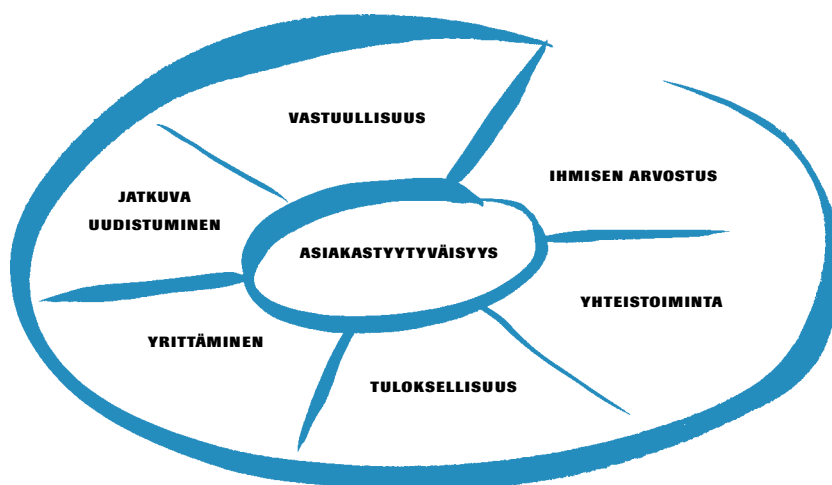 VASTUULLISUUS
IHMISEN ARVOSTUS
JATKUVA
UUDISTUMINEN
ASIAKASTYYTYVÄISYYS
YHTEISTOIMINTA
YRITTÄMINEN
TULOKSELLISUUS